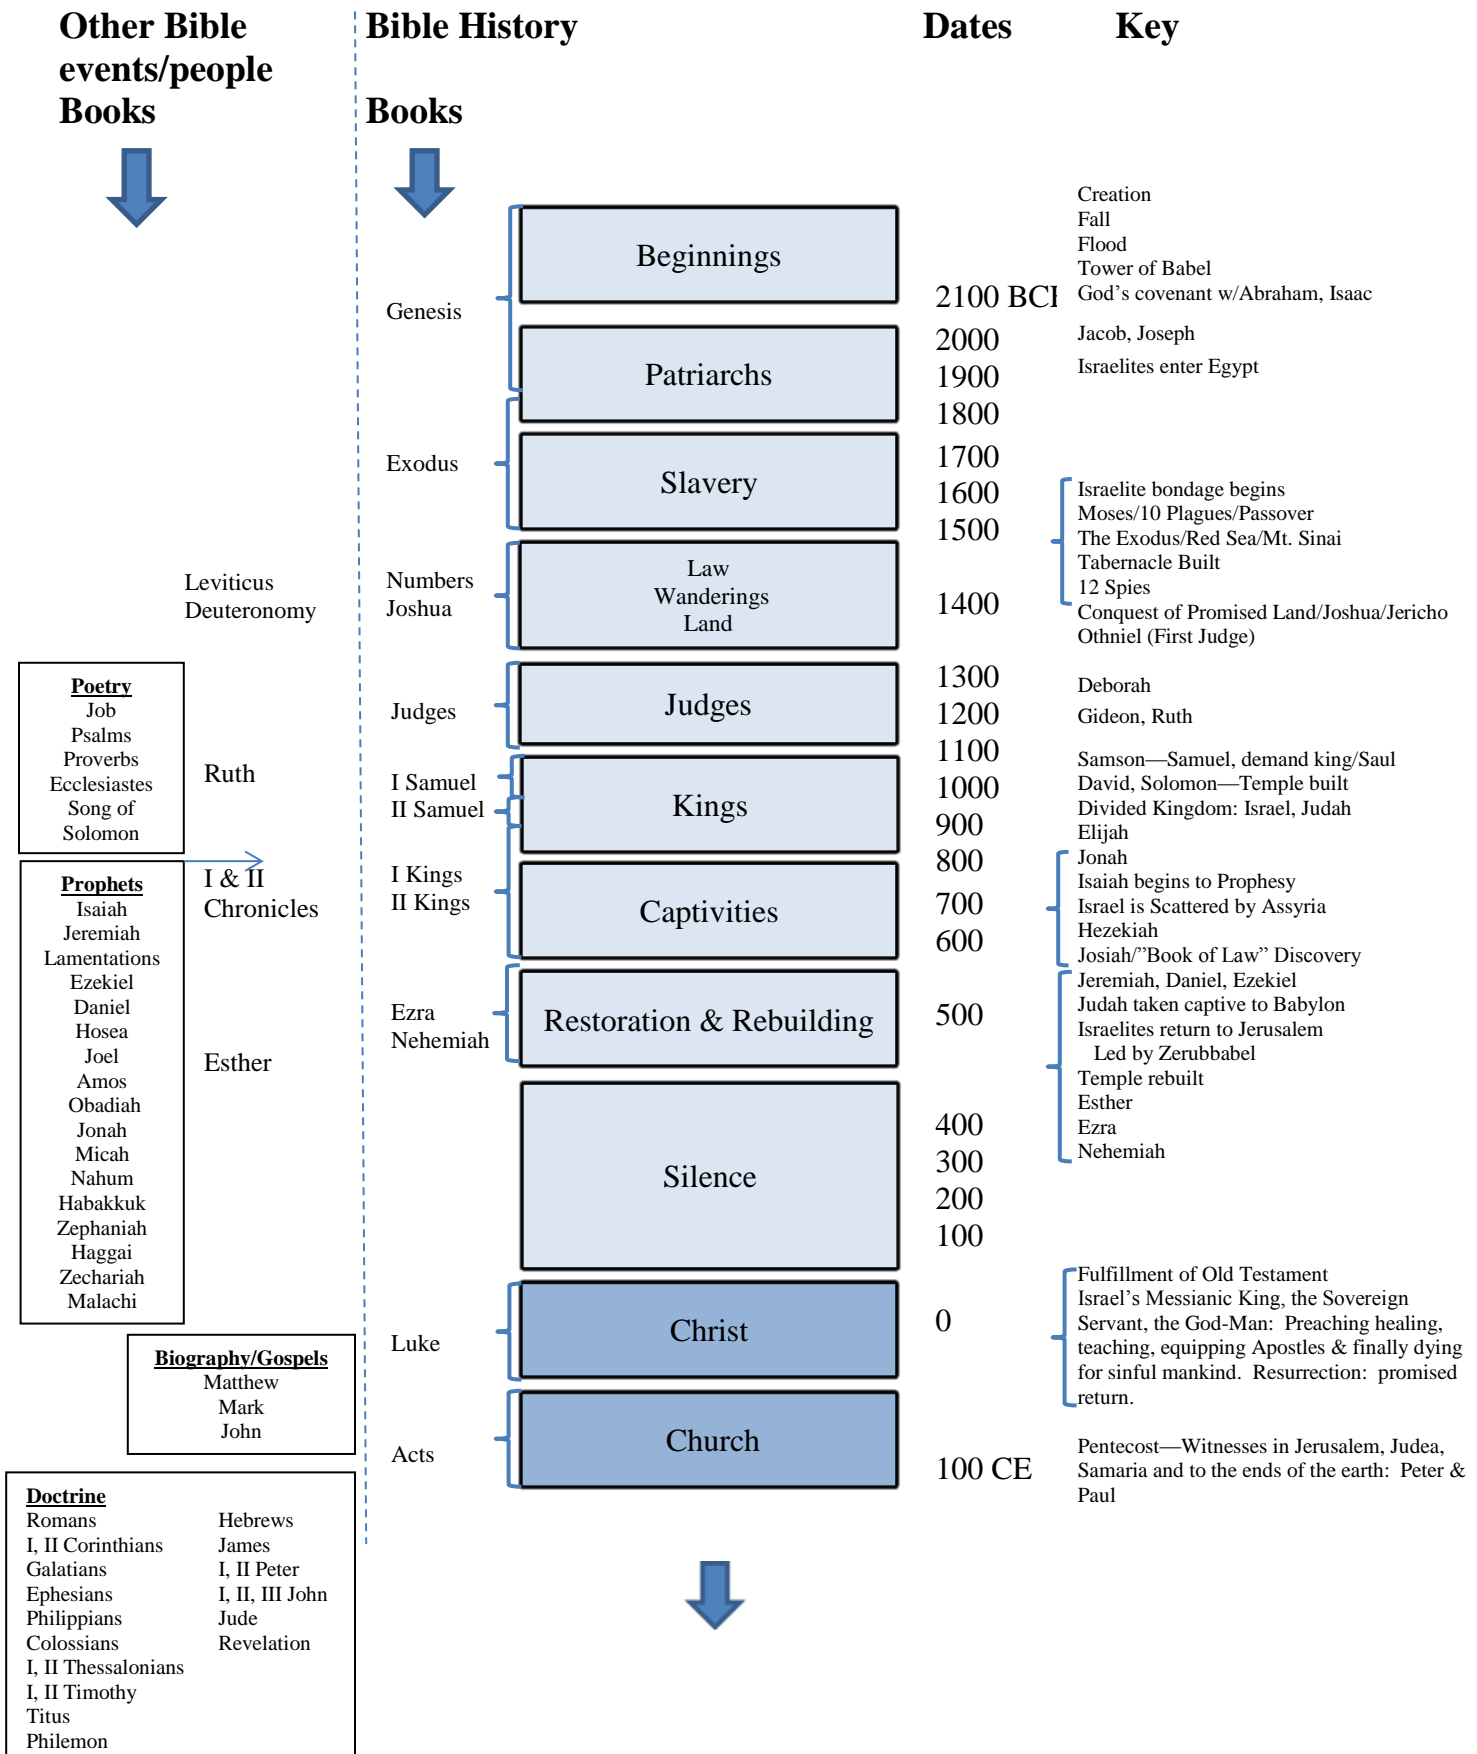 Other Bible
events/people
Books
Bible History
Books
Dates
Key
Leviticus
Deuteronomy
Poetry
Job
Psalms
Proverbs
Ecclesiastes
Song of
Solomon
Ruth
Prophets
Isaiah
Jeremiah
Lamentations
Ezekiel
Daniel
Hosea
Joel
Amos
Obadiah
Jonah
Micah
Nahum
Habakkuk
Zephaniah
Haggai
Zechariah
Malachi
I & II
Chronicles
Esther
Biography/Gospels
Matthew
Mark
John
Doctrine
Romans
I, II Corinthians
Galatians
Ephesians
Philippians
Colossians
I, II Thessalonians
I, II Timothy
Titus
Philemon
Hebrews
James
I, II Peter
I, II, III John
Jude
Revelation
Genesis
Exodus
Numbers
Joshua
Judges
I Samuel
II Samuel
I Kings
II Kings
Ezra
Nehemiah
Luke
Acts
Beginnings
Patriarchs
Slavery
Law
Wanderings
Land
Judges
Kings
Captivities
Restoration & Rebuilding
Silence
Christ
Church
2100 BC
2000
1900
1800
1700
1600
1500
1400
1300
1200
1100
1000
900
800
700
600
500
400
300
200
100
0
100 CE
Creation
Fall
Flood
Tower of Babel
God’s covenant w/Abraham, Isaac
Jacob, Joseph
Israelites enter Egypt
Israelite bondage begins
Moses/10 Plagues/Passover
The Exodus/Red Sea/Mt. Sinai
Tabernacle Built
12 Spies
Conquest of Promised Land/Joshua/Jericho
Othniel (First Judge)
Deborah
Gideon, Ruth
Samson—Samuel, demand king/Saul
David, Solomon—Temple built
Divided Kingdom: Israel, Judah
Elijah
Jonah
Isaiah begins to Prophesy
Israel is Scattered by Assyria
Hezekiah
Josiah/”Book of Law” Discovery
Jeremiah, Daniel, Ezekiel
Judah taken captive to Babylon
Israelites return to Jerusalem
Led by Zerubbabel
Temple rebuilt
Esther
Ezra
Nehemiah
Fulfillment of Old Testament
Israel’s Messianic King, the Sovereign
Servant, the God-Man: Preaching healing,
teaching, equipping Apostles & finally dying
for sinful mankind. Resurrection: promised
return.
Pentecost—Witnesses in Jerusalem, Judea,
Samaria and to the ends of the earth: Peter &
Paul